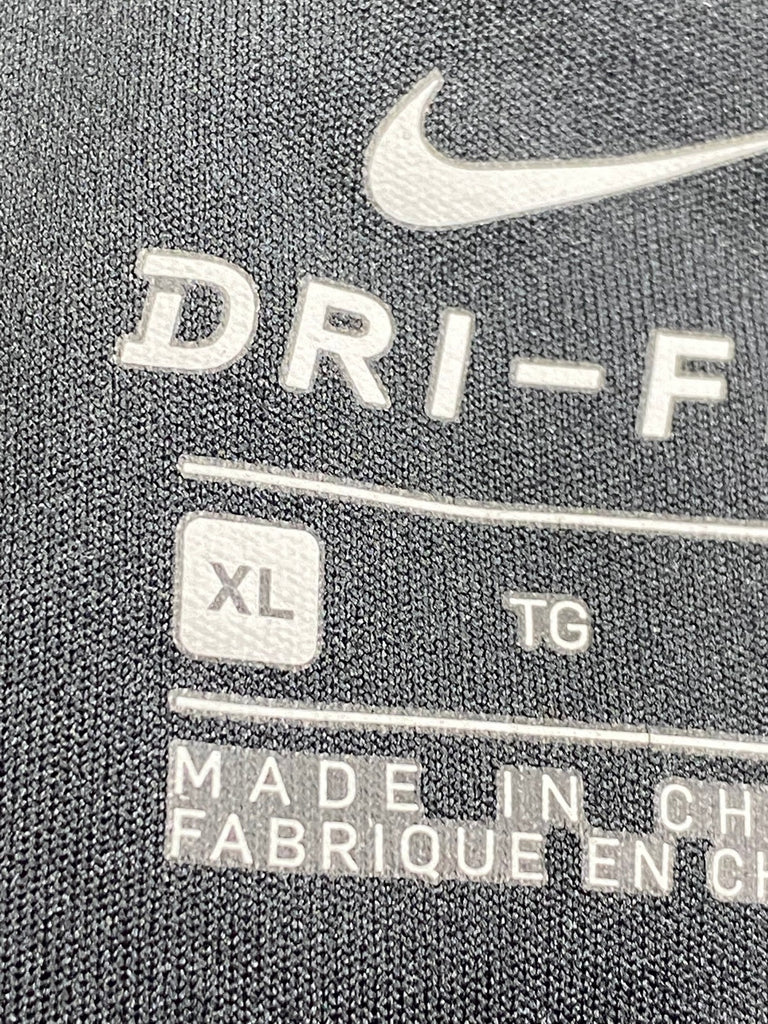 DRI-F
XL TG
MADE IN CH
FABRIQUE EN CH